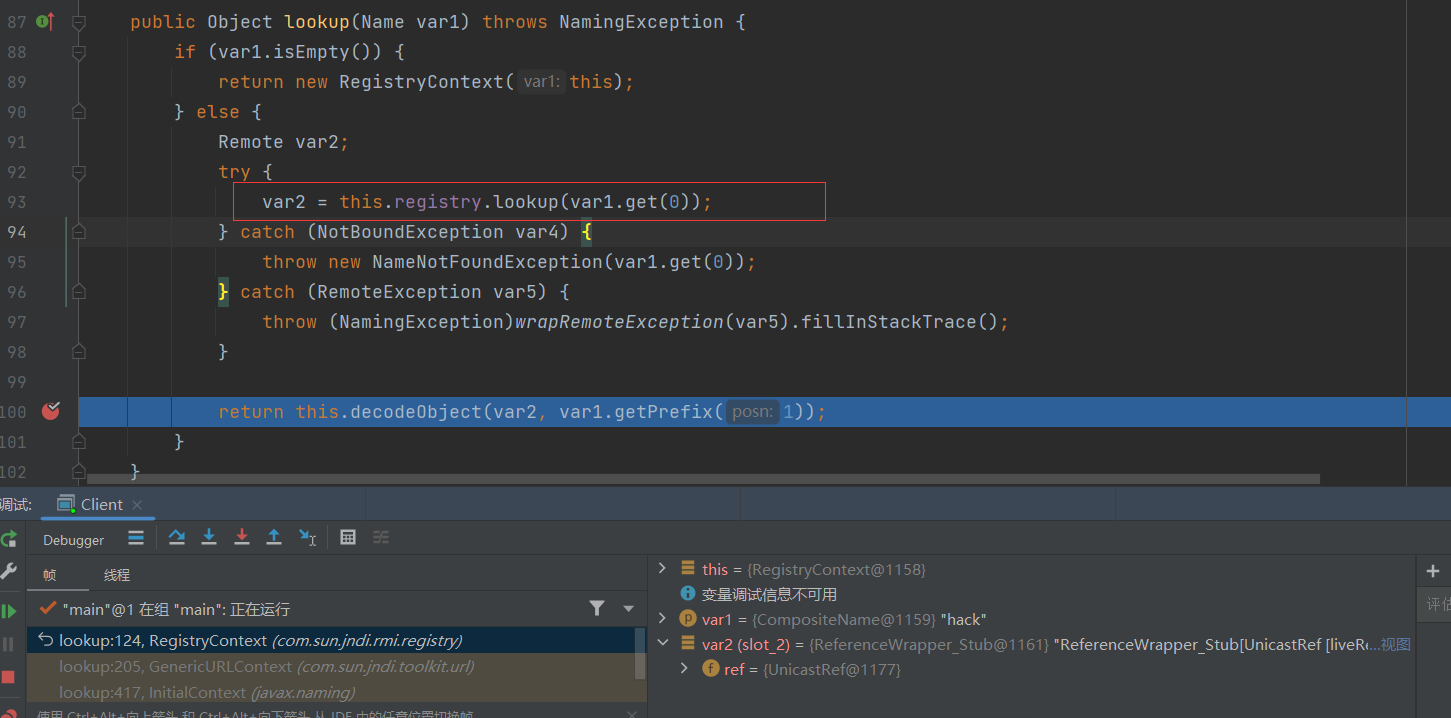 87 public Object lookup(Name var1) throws NamingException {
88 if (var1.isEmpty()) {
89 return new RegistryContext( var1: this);
90 } else {
91 Remote var2;
92 try {
93 var2 = this.registry.lookup(var1.get(0));
94 } catch (NotBoundException var4) {
95 throw new NameNotFoundException(var1.get(0));
96 } catch (RemoteException var5) {
97 throw (NamingException)wrapRemoteException(var5).fillInStackTrace();
98 }
99
100 return this.decodeObject(var2, var1.getPrefix( posn: 1));
101 }
102 }
调试: Client
Debugger
帧 线程
"main"@1 在组 "main": 正在运行
lookup:124, RegistryContext (com.sun.jndi.rmi.registry)
lookup:205, GenericURLContext (com.sun.jndi.toolkit.url)
lookup:417, InitialContext (javax.naming)
使用 Ctrl+Alt+向上箭头 和 Ctrl+Alt+向下箭头 从 IDE 中的任意位置切换帧
this = {RegistryContext@1158}
变量调试信息不可用
var1 = {CompositeName@1159} "hack"
var2 (slot_2) = {ReferenceWrapper_Stub@1161} "ReferenceWrapper_Stub[UnicastRef [liveRe...视图
ref = {UnicastRef@1177}
评估